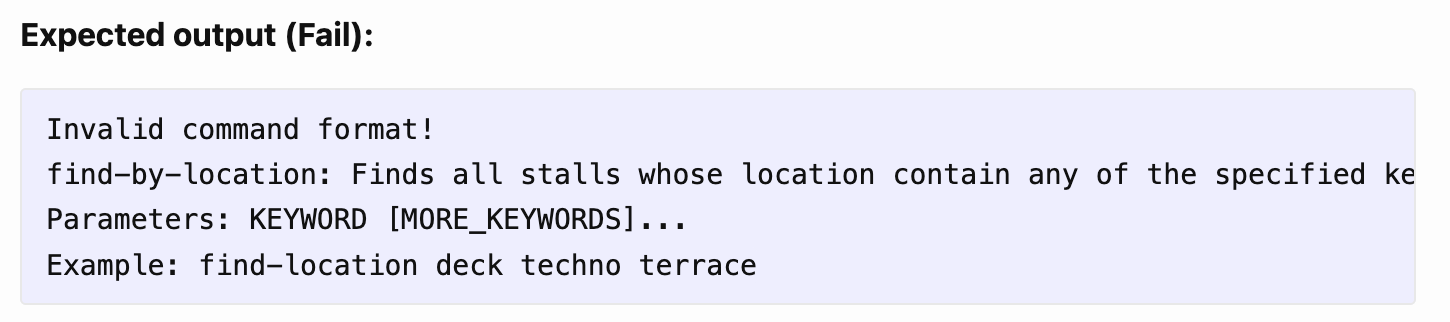 Expected output (Fail):
Invalid command format!
find-by-location: Finds all stalls whose location contain any of the specified ke
Parameters: KEYWORD [MORE_KEYWORDS]...
Example: find-location deck techno terrace